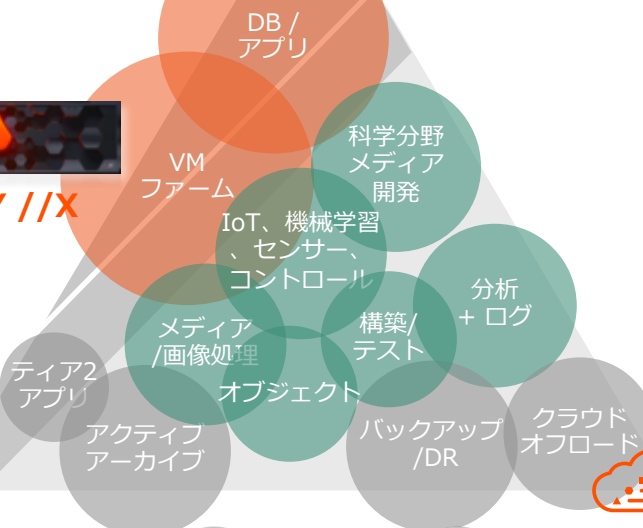 DB /
アプリ
VM
ファーム
科学分野
メディア
開発
//X
IoT、機械学習
、センサー、
コントロール
分析
+ ログ
構築/
テスト
メディア
/画像処理
オブジェクト
ティア2
アプリ
アクティブ
アーカイブ
バックアップ
/DR
クラウド
オフロード